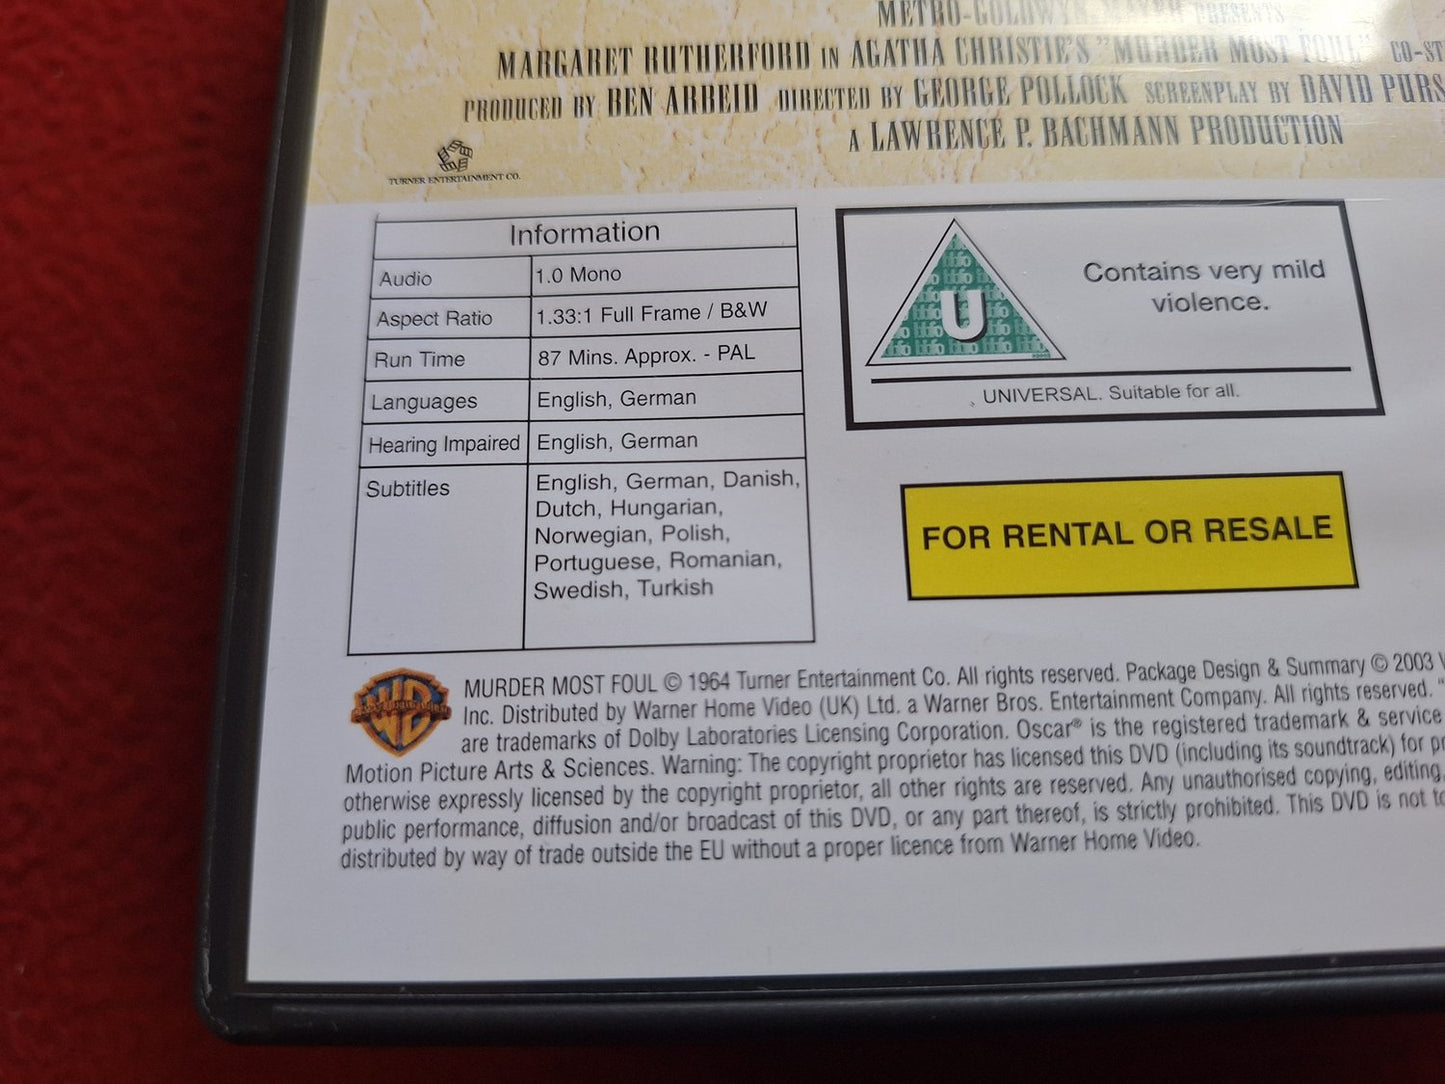 METRO-GOLDWYN-MAYER PRESENTS
MARGARET RUTHERFORD IN AGATHA CHRISTIE'S "MURDER MOST FOUL" CO-ST
PRODUCED BY BEN ARBEID DIRECTED BY GEORGE POLLOCK SCREENPLAY BY DAVID PURS
A LAWRENCE P. BACHMANN PRODUCTION
TURNER ENTERTAINMENT CO.
Information
Audio 1.0 Mono
Aspect Ratio 1.33:1 Full Frame / B&W
Run Time 87 Mins. Approx. - PAL
Languages English, German
Hearing Impaired English, German
Subtitles English, German, Danish,
Dutch, Hungarian,
Norwegian, Polish,
Portuguese, Romanian,
Swedish, Turkish
U
Contains very mild
violence.
UNIVERSAL. Suitable for all.
FOR RENTAL OR RESALE
MURDER MOST FOUL © 1964 Turner Entertainment Co. All rights reserved. Package Design & Summary © 2003
Inc. Distributed by Warner Home Video (UK) Ltd. a Warner Bros. Entertainment Company. All rights reserved. "
are trademarks of Dolby Laboratories Licensing Corporation. Oscar® is the registered trademark & service
Motion Picture Arts & Sciences. Warning: The copyright proprietor has licensed this DVD (including its soundtrack) for pr
otherwise expressly licensed by the copyright proprietor, all other rights are reserved. Any unauthorised copying, editing,
public performance, diffusion and/or broadcast of this DVD, or any part thereof, is strictly prohibited. This DVD is not to
distributed by way of trade outside the EU without a proper licence from Warner Home Video.